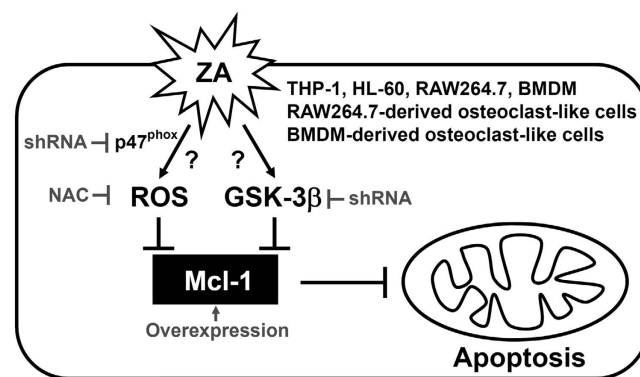 ZA
THP-1, HL-60, RAW264.7, BMDM
RAW264.7-derived osteoclast-like cells
BMDM-derived osteoclast-like cells
shRNA p47phox
? ?
NAC ROS GSK-3β shRNA
Mcl-1
Overexpression
Apoptosis